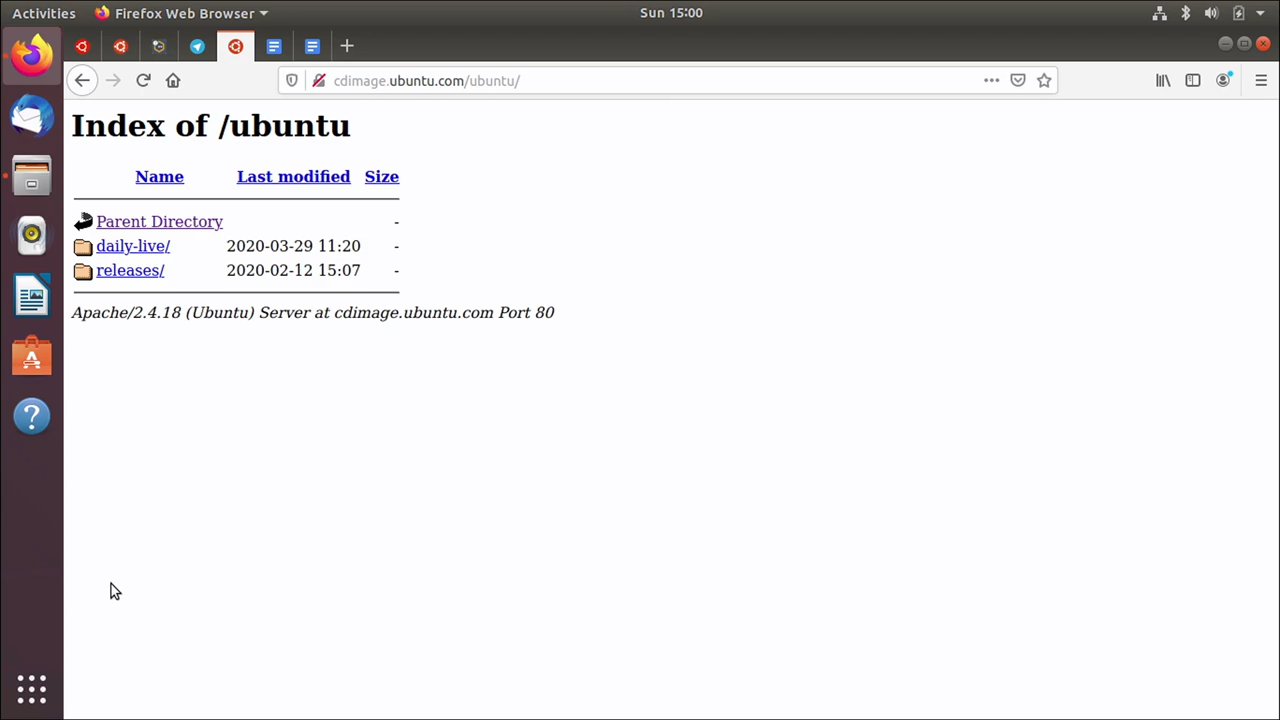 Activities Firefox Web Browser Sun 15:00
cdimage.ubuntu.com/ubuntu/
Index of /ubuntu
Name Last modified Size
Parent Directory -
daily-live/ 2020-03-29 11:20 -
releases/ 2020-02-12 15:07 -
Apache/2.4.18 (Ubuntu) Server at cdimage.ubuntu.com Port 80